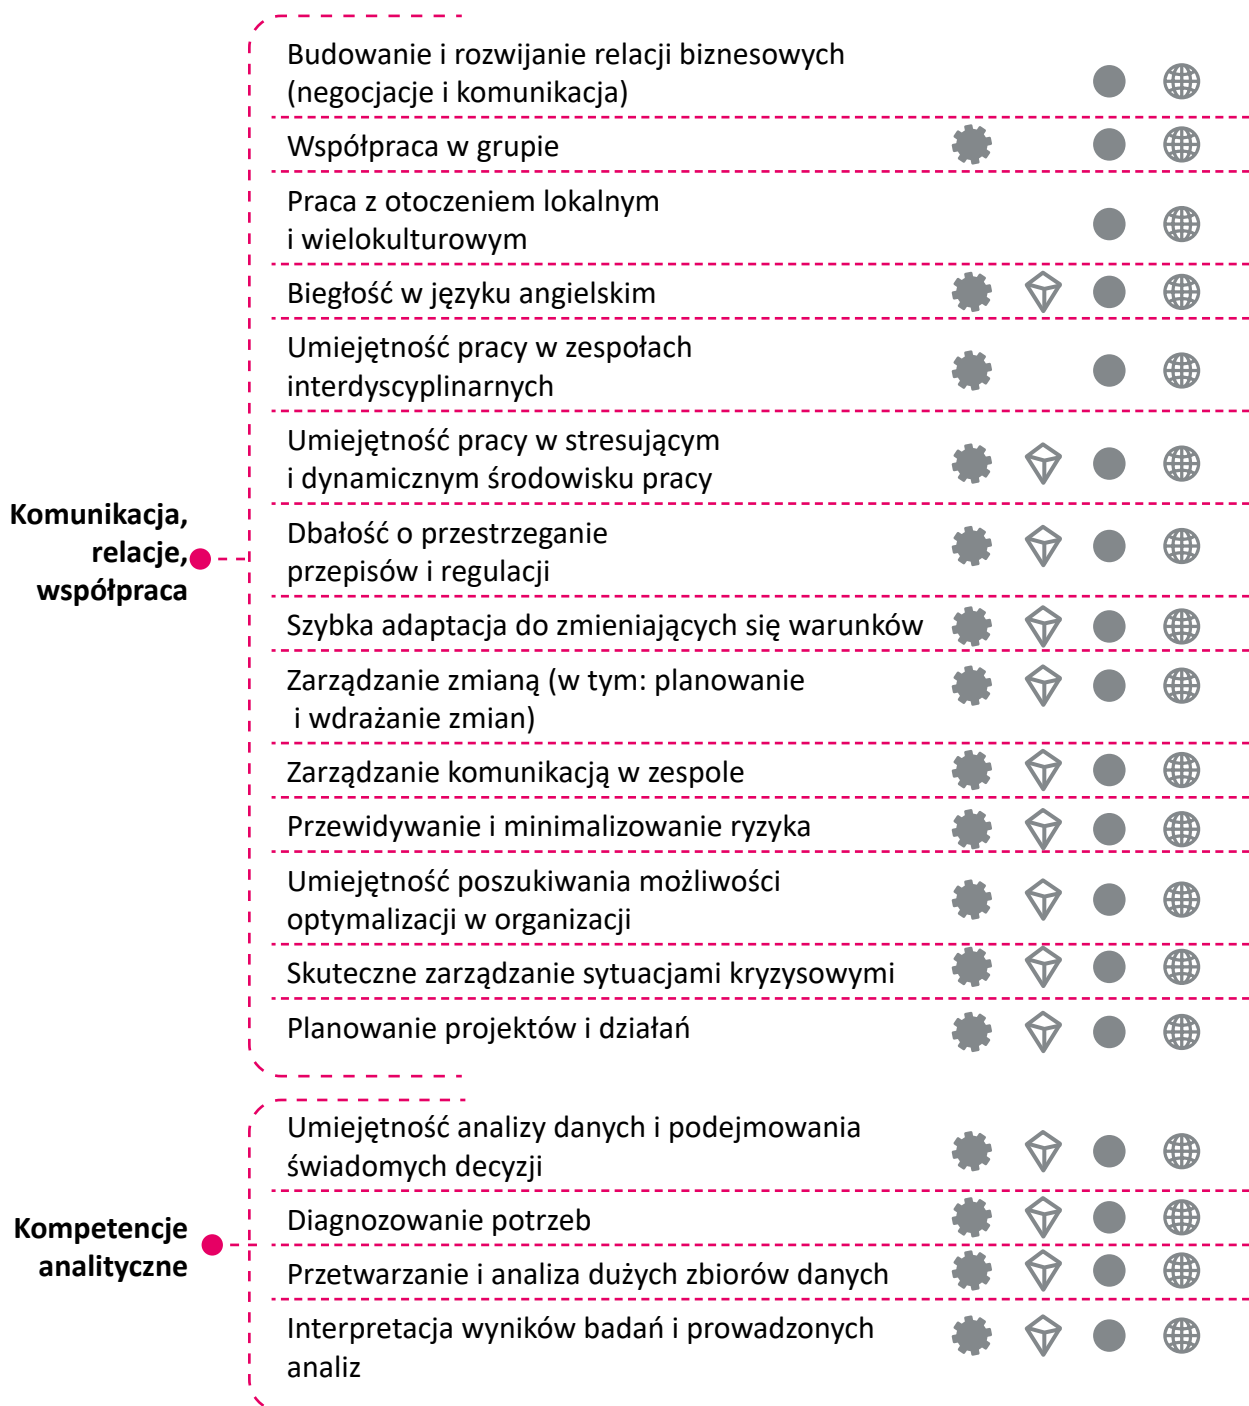 Komunikacja,
relacje,
współpraca
Budowanie i rozwijanie relacji biznesowych
(negocjacje i komunikacja)
Współpraca w grupie
Praca z otoczeniem lokalnym
i wielokulturowym
Biegłość w języku angielskim
Umiejętność pracy w zespołach
interdyscyplinarnych
Umiejętność pracy w stresującym
i dynamicznym środowisku pracy
Dbałość o przestrzeganie
przepisów i regulacji
Szybka adaptacja do zmieniających się warunków
Zarządzanie zmianą (w tym: planowanie
i wdrażanie zmian)
Zarządzanie komunikacją w zespole
Przewidywanie i minimalizowanie ryzyka
Umiejętność poszukiwania możliwości
optymalizacji w organizacji
Skuteczne zarządzanie sytuacjami kryzysowymi
Planowanie projektów i działań
Kompetencje
analityczne
Umiejętność analizy danych i podejmowania
świadomych decyzji
Diagnozowanie potrzeb
Przetwarzanie i analiza dużych zbiorów danych
Interpretacja wyników badań i prowadzonych
analiz